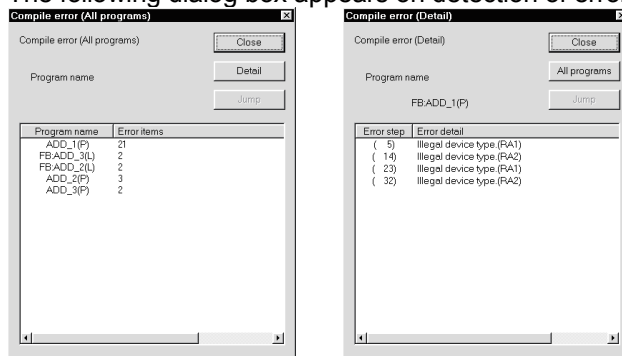 The following dialog box appears on detection of erro
Compile error (All programs)
Compile error (All programs)
Close
Program name
Detail
Jump
Program name Error items
ADD_1(P) 21
FB:ADD_3(L) 2
FB:ADD_2(L) 2
ADD_2(P) 3
ADD_3(P) 2
Compile error (Detail)
Compile error (Detail)
Close
Program name
All programs
FB:ADD_1(P)
Jump
Error step Error detail
( 5) Illegal device type.(RA1)
( 14) Illegal device type.(RA2)
( 23) Illegal device type.(RA1)
( 32) Illegal device type.(RA2)